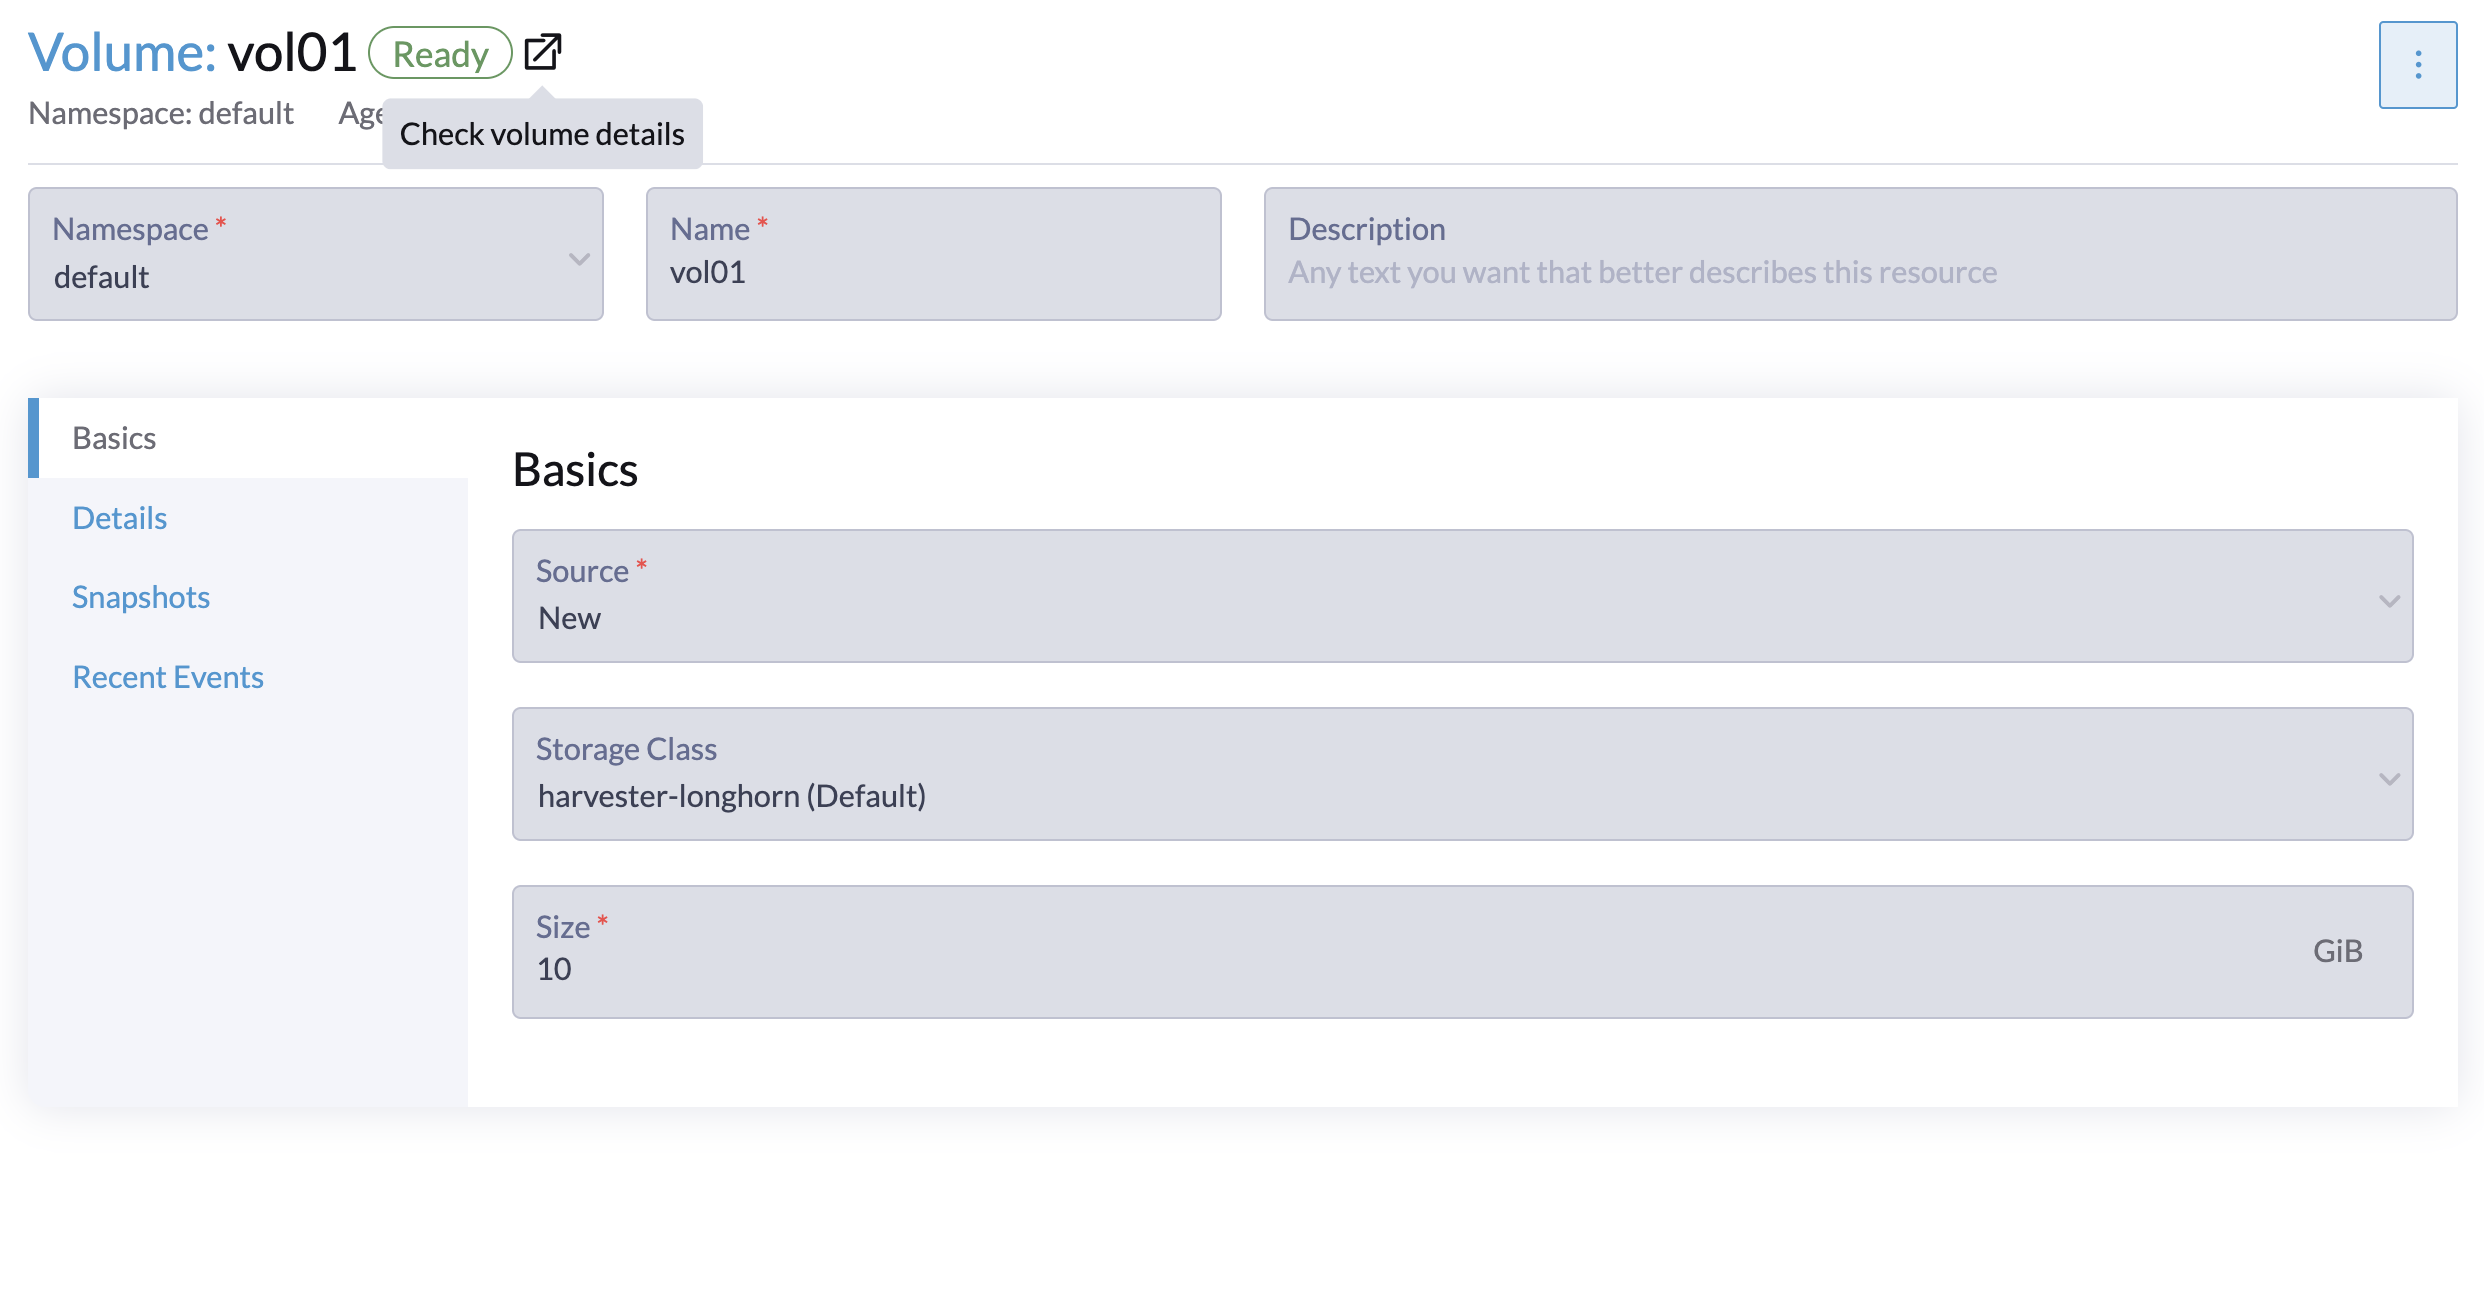 Volume: vol01 Ready
Namespace: default Age
Check volume details
Namespace *
default
Name *
vol01
Description
Any text you want that better describes this resource
Basics
Details
Snapshots
Recent Events
Basics
Source *
New
Storage Class
harvester-longhorn (Default)
Size *
10
GiB